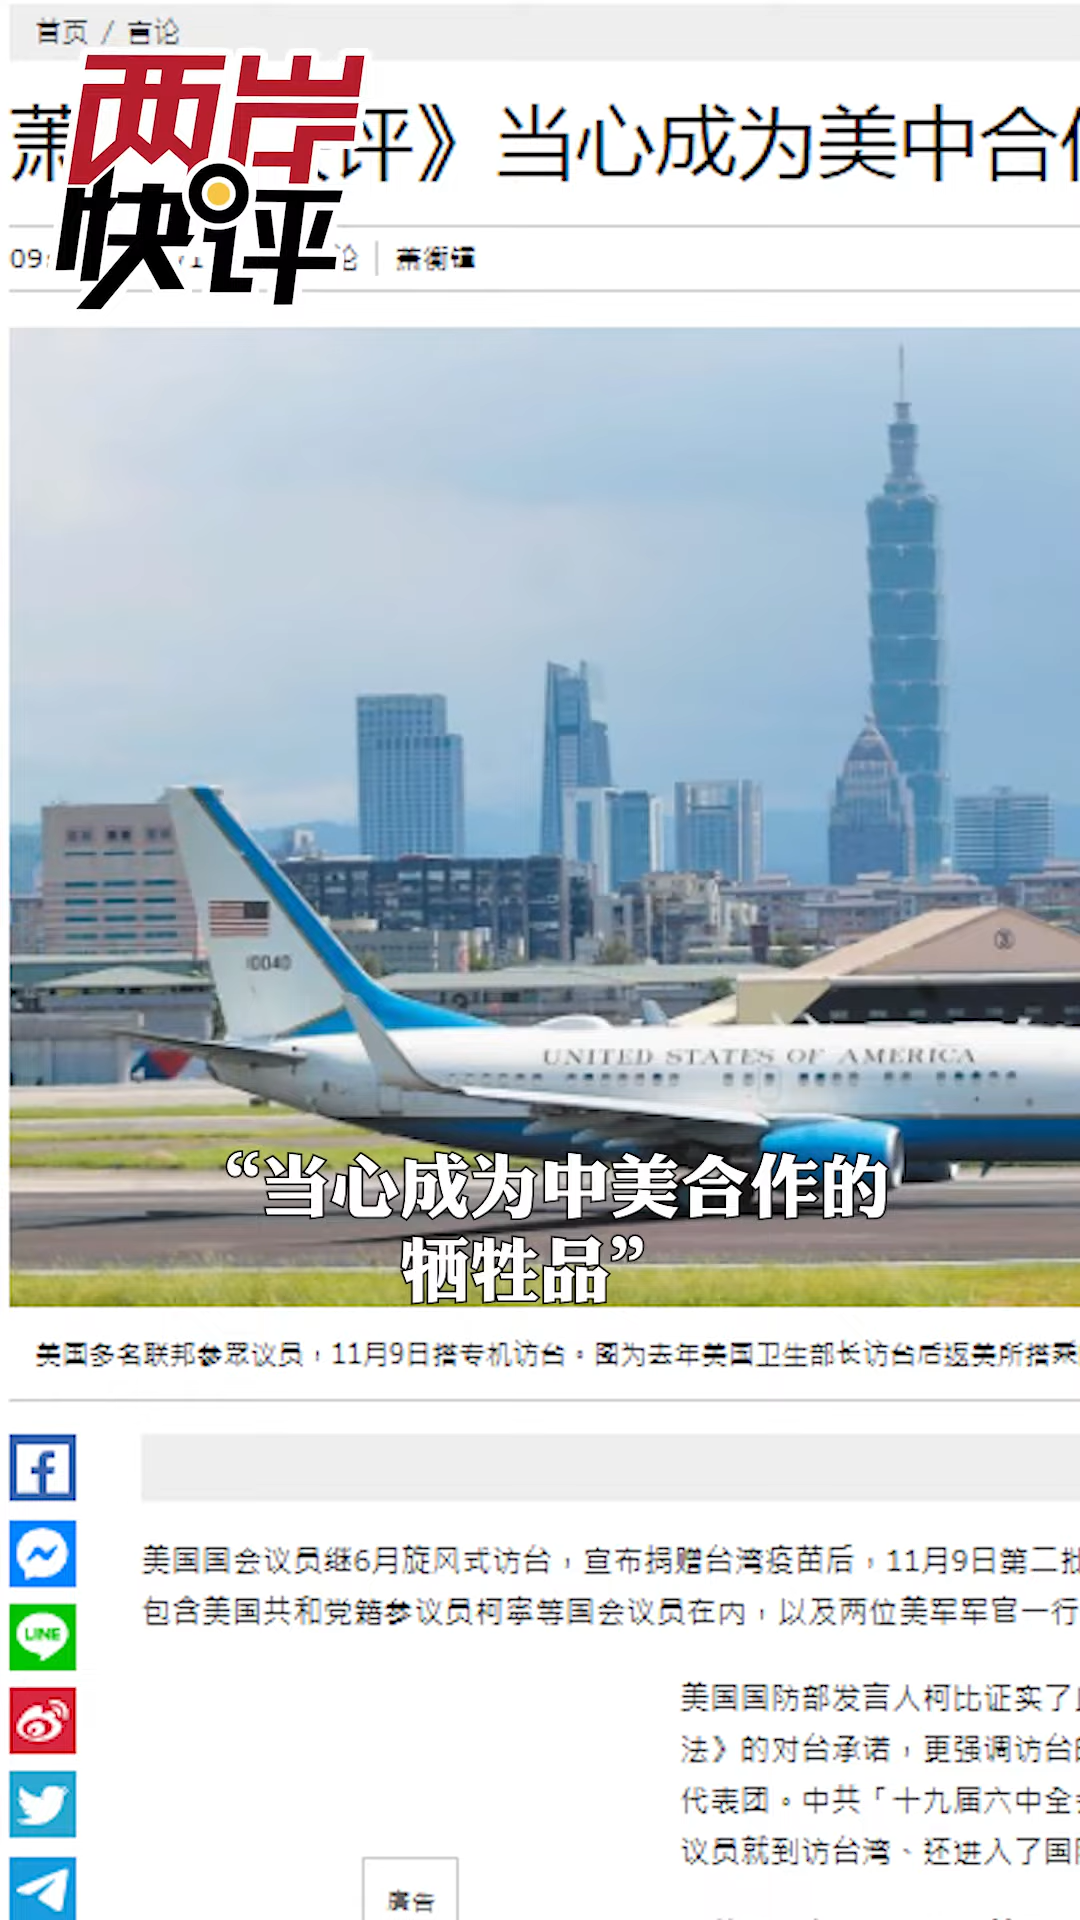 首页 / 言论
萧
评》当心成为美中合
两岸
快评
09:
论 | 萧衡锺
10040
UNITED STATES OF AMERICA
“当心成为中美合作的
牺牲品”
美国多名联邦参众议员，11月9日搭专机访台。图为去年美国卫生部长访台后返美所搭乘
美国国会议员继6月旋风式访台，宣布捐赠台湾疫苗后，11月9日第二批
包含美国共和党籍参议员柯宁等国会议员在内，以及两位美军军官一行
LINE
美国国防部发言人柯比证实了
法》的对台承诺，更强调访台
代表团。中共「十九届六中全
议员就到访台湾、还进入了国
廣告